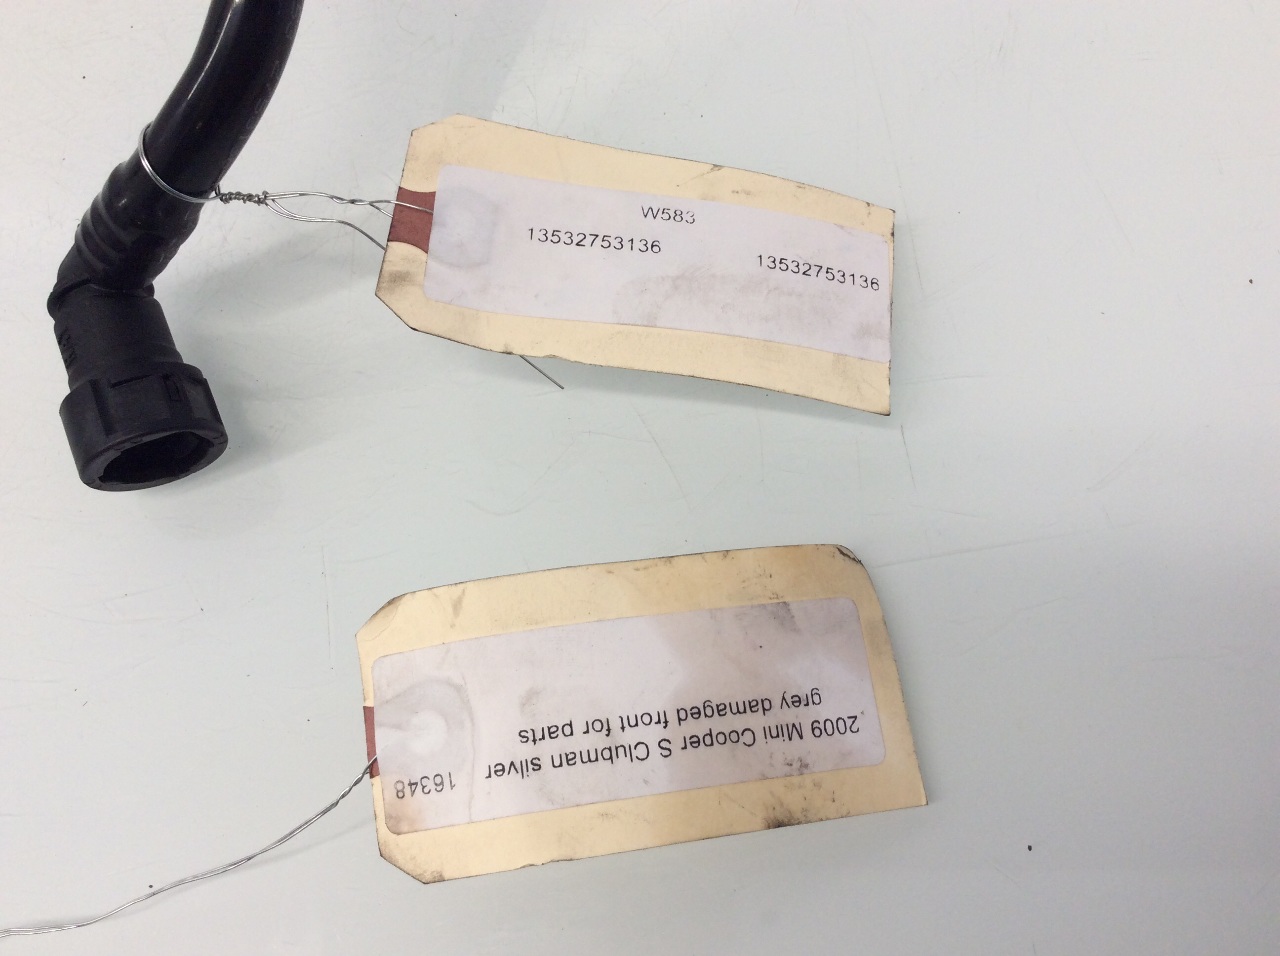 W583
13532753136
13532753136
16348
2009 Mini Cooper S Clubman silver
grey damaged front for parts